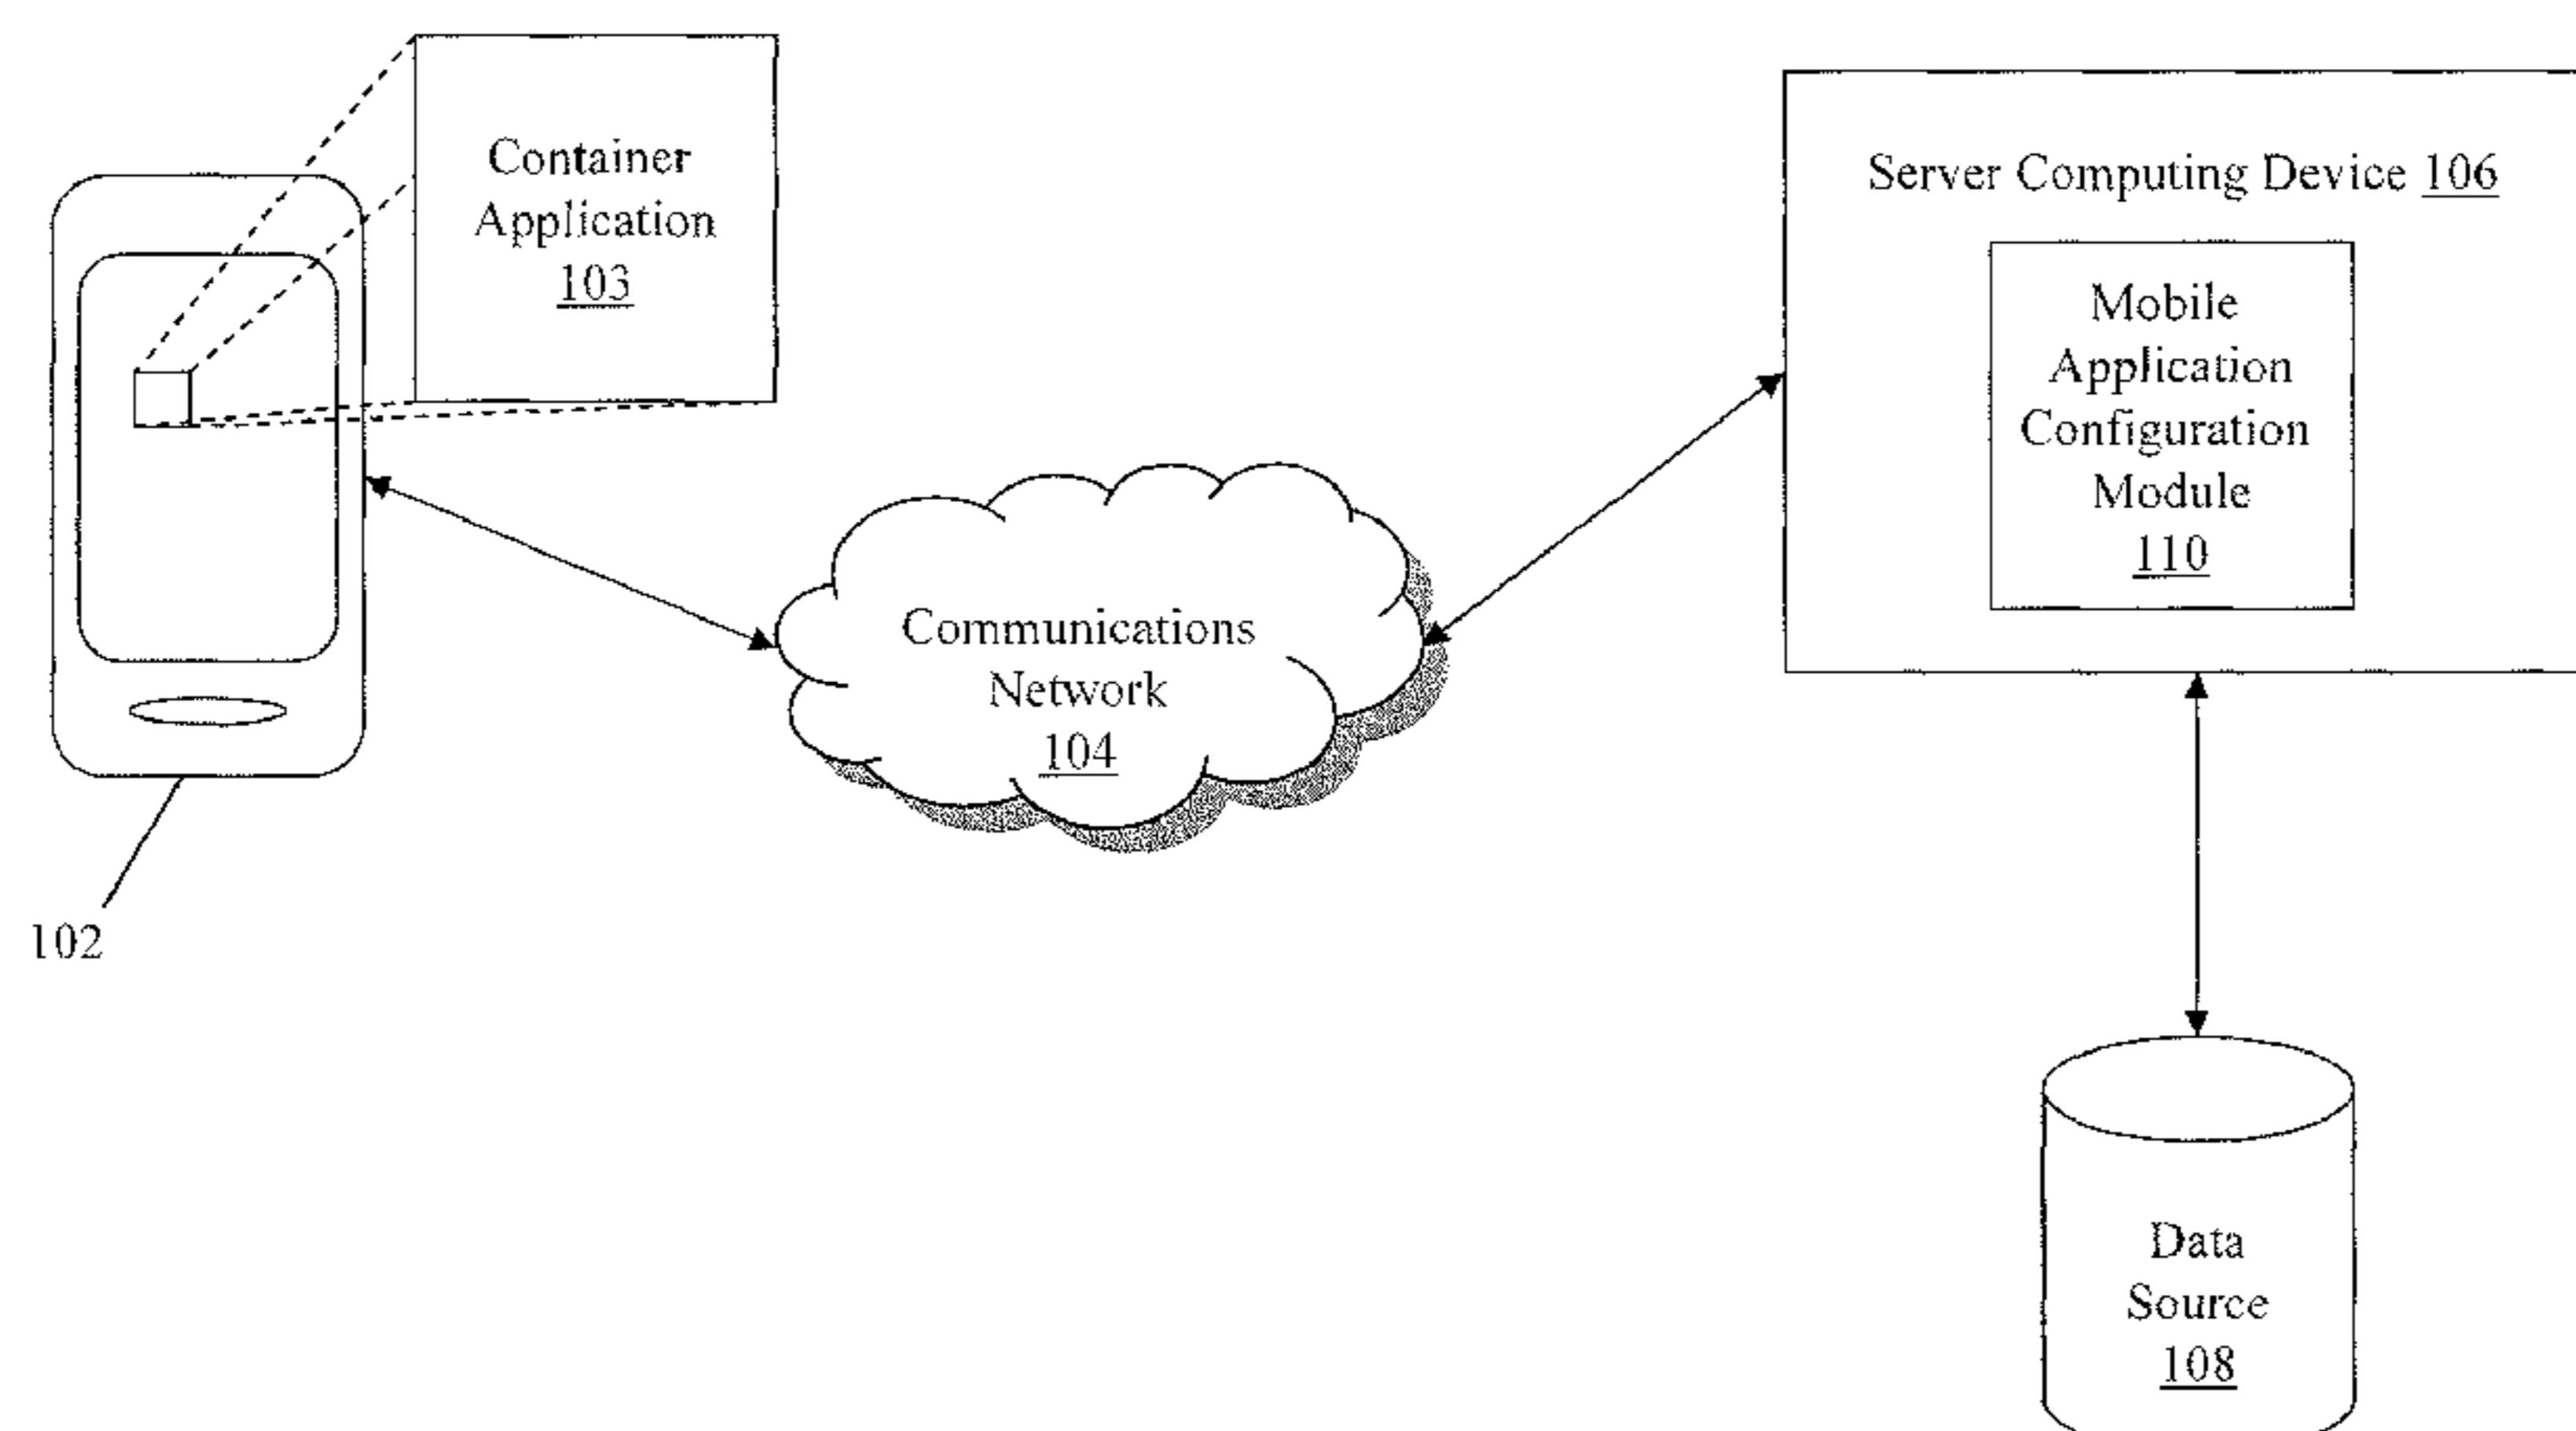 Container
Application
103
Server Computing Device 106
Mobile
Application
Configuration
Module
110
Communications
Network
104
102
Data
Source
108